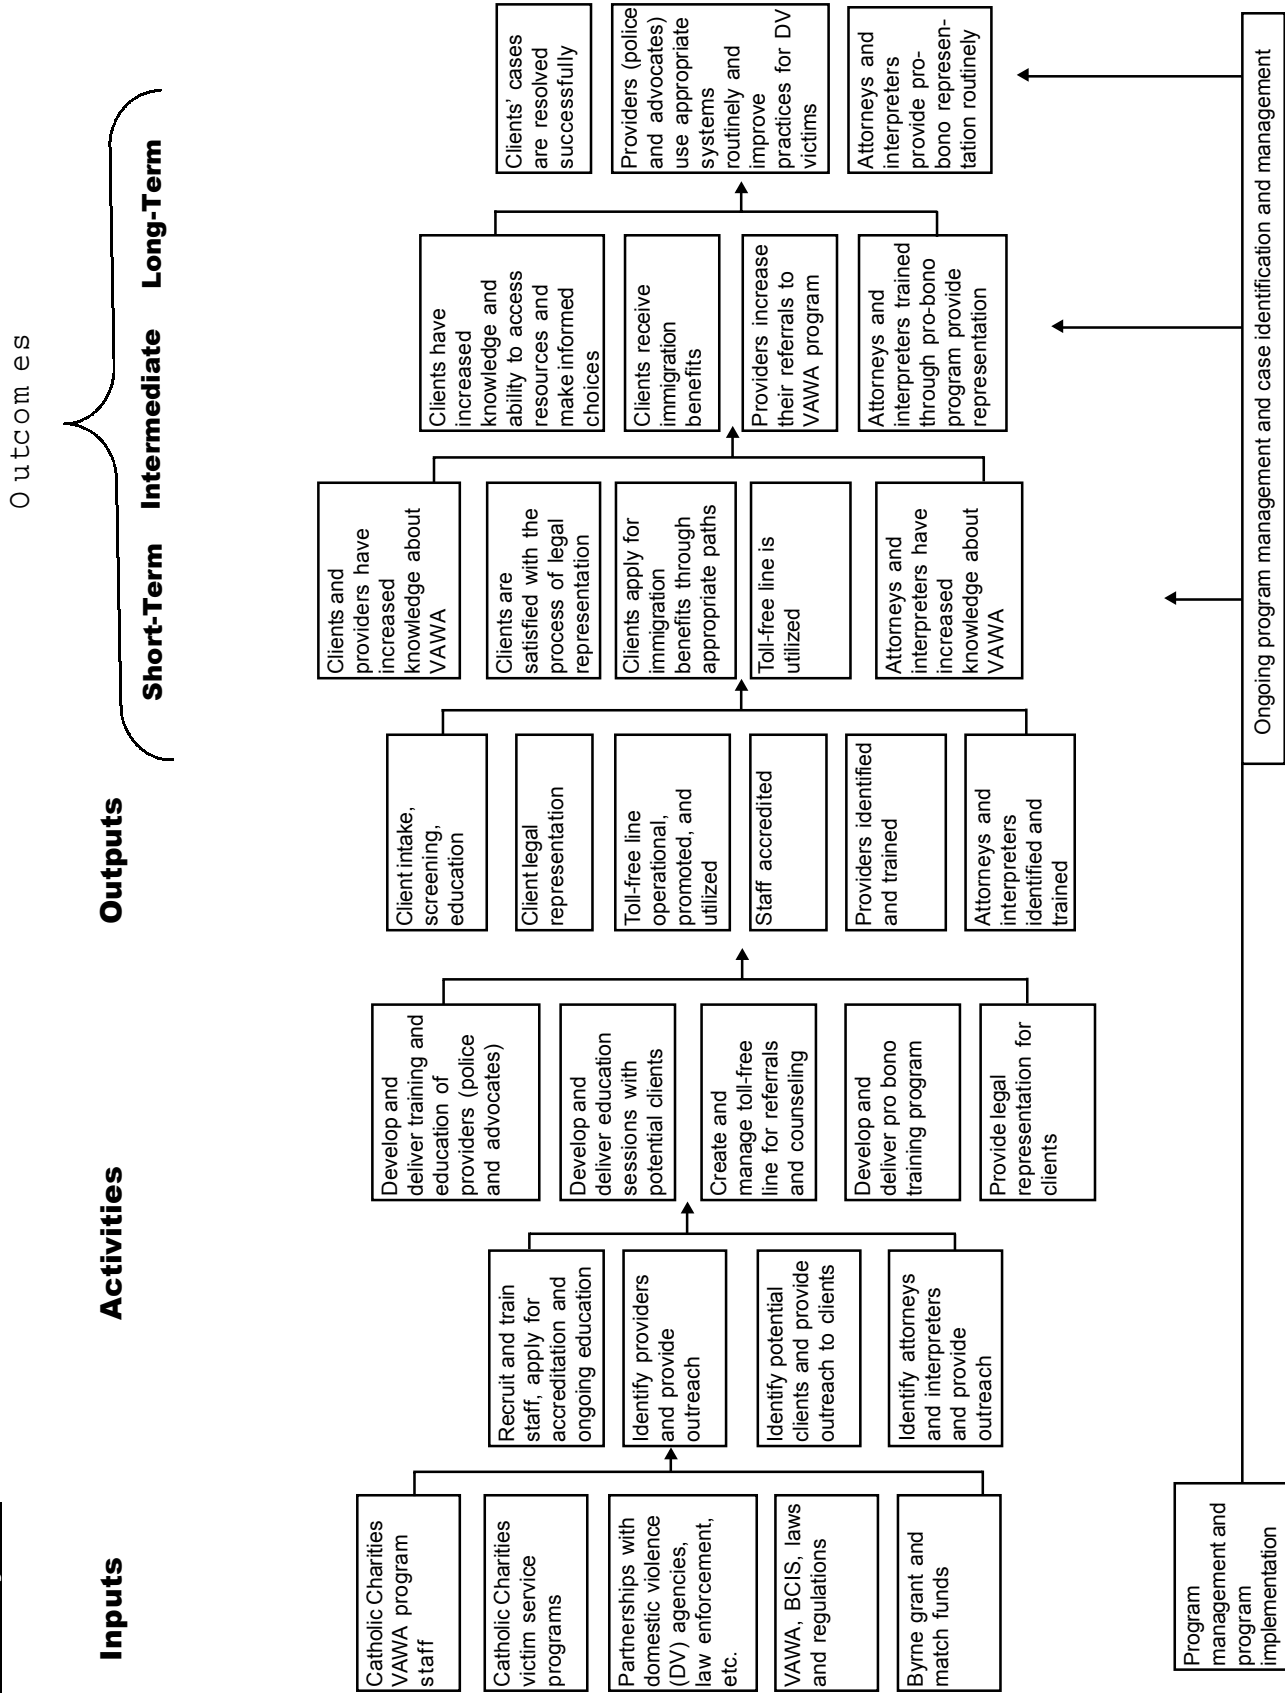 Outcomes
Inputs
Activities
Outputs
Short-Term
Intermediate
Long-Term
Catholic Charities
VAWA program
staff
Catholic Charities
victim service
programs
Partnerships with
domestic violence
(DV) agencies,
law enforcement,
etc.
VAWA, BCIS, laws
and regulations
Byrne grant and
match funds
Recruit and train
staff, apply for
accreditation and
ongoing education
Identify providers
and provide
outreach
Identify potential
clients and provide
outreach to clients
Identify attorneys
and interpreters
and provide
outreach
Develop and
deliver training and
education of
providers (police
and advocates)
Develop and
deliver education
sessions with
potential clients
Create and
manage toll-free
line for referrals
and counseling
Develop and
deliver pro bono
training program
Provide legal
representation for
clients
Client intake,
screening,
education
Client legal
representation
Toll-free line
operational,
promoted, and
utilized
Staff accredited
Providers identified
and trained
Attorneys and
interpreters
identified and
trained
Clients and
providers have
increased
knowledge about
VAWA
Clients are
satisfied with the
process of legal
representation
Clients apply for
immigration
benefits through
appropriate paths
Toll-free line is
utilized
Attorneys and
interpreters have
increased
knowledge about
VAWA
Clients have
increased
knowledge and
ability to access
resources and
make informed
choices
Clients receive
immigration
benefits
Providers increase
their referrals to
VAWA program
Attorneys and
interpreters trained
through pro-bono
program provide
representation
Clients' cases
are resolved
successfully
Providers (police
and advocates)
use appropriate
systems
routinely and
improve
practices for DV
victims
Attorneys and
interpreters
provide pro-
bono represen-
tation routinely
Program
management and
program
implementation
Ongoing program management and case identification and management